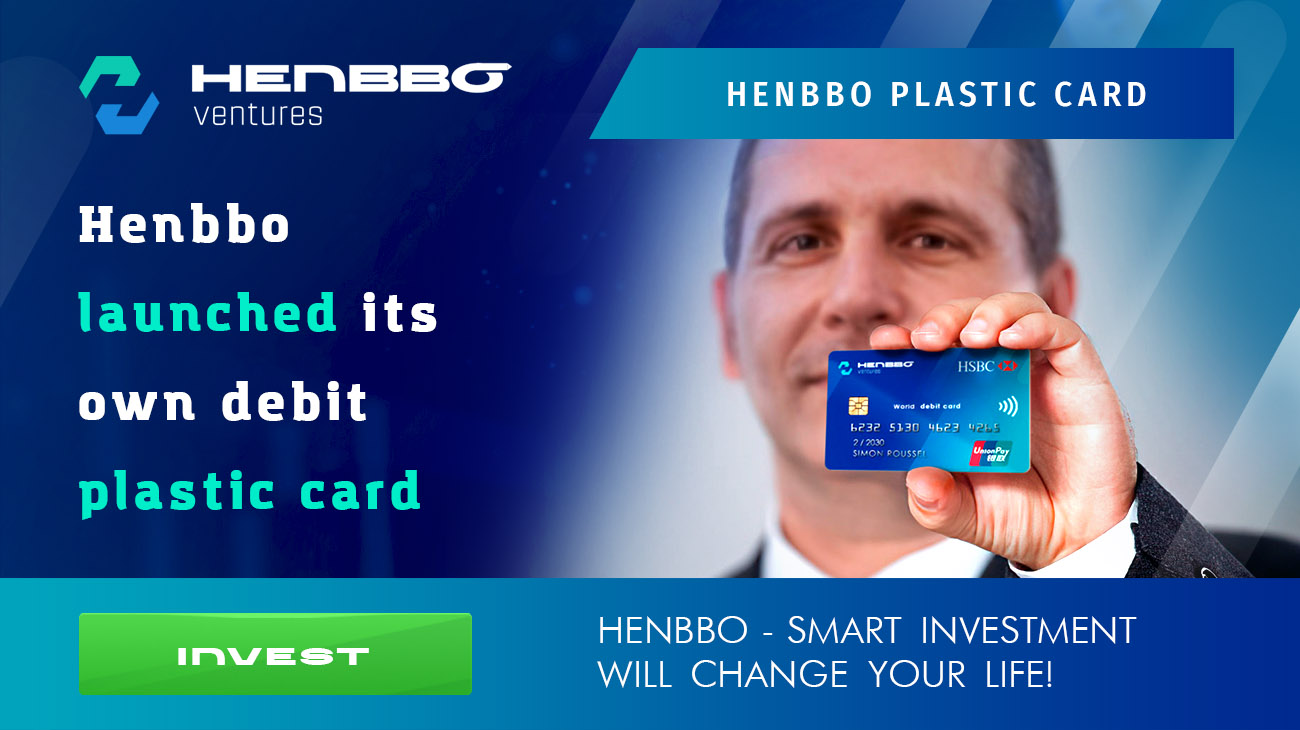 HENBBO
ventures
HENBBO PLASTIC CARD
Henbbo
launched its
own debit
plastic card
HENBBO
VENTURES
HSBC
World debit card
6232 5130 4623 4265
2 / 2030
SIMON ROUSSEL
UnionPay
银联
INVEST
HENBBO - SMART INVESTMENT
WILL CHANGE YOUR LIFE!